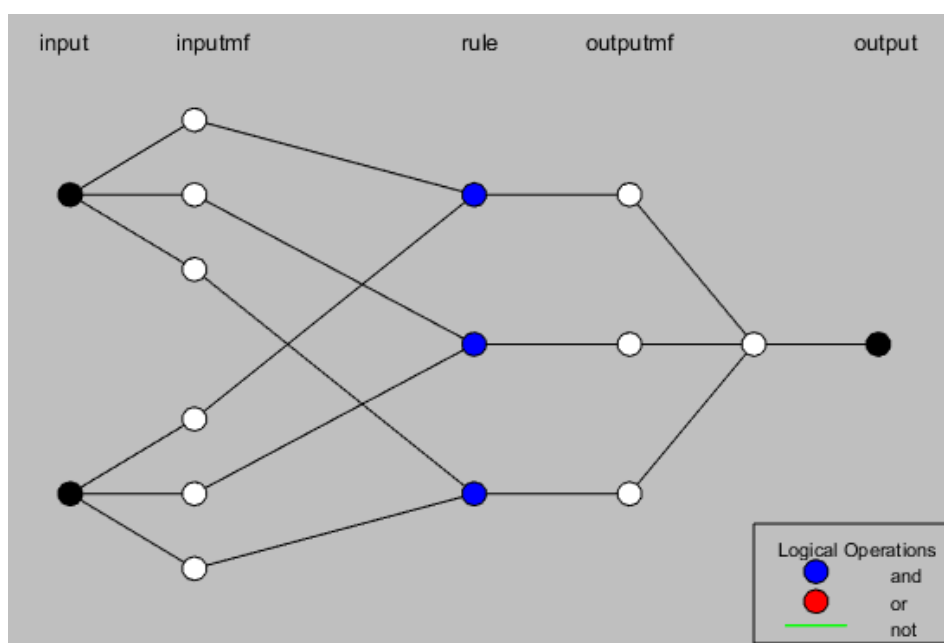 input inputmf rule outputmf output
Logical Operations
and
or
not